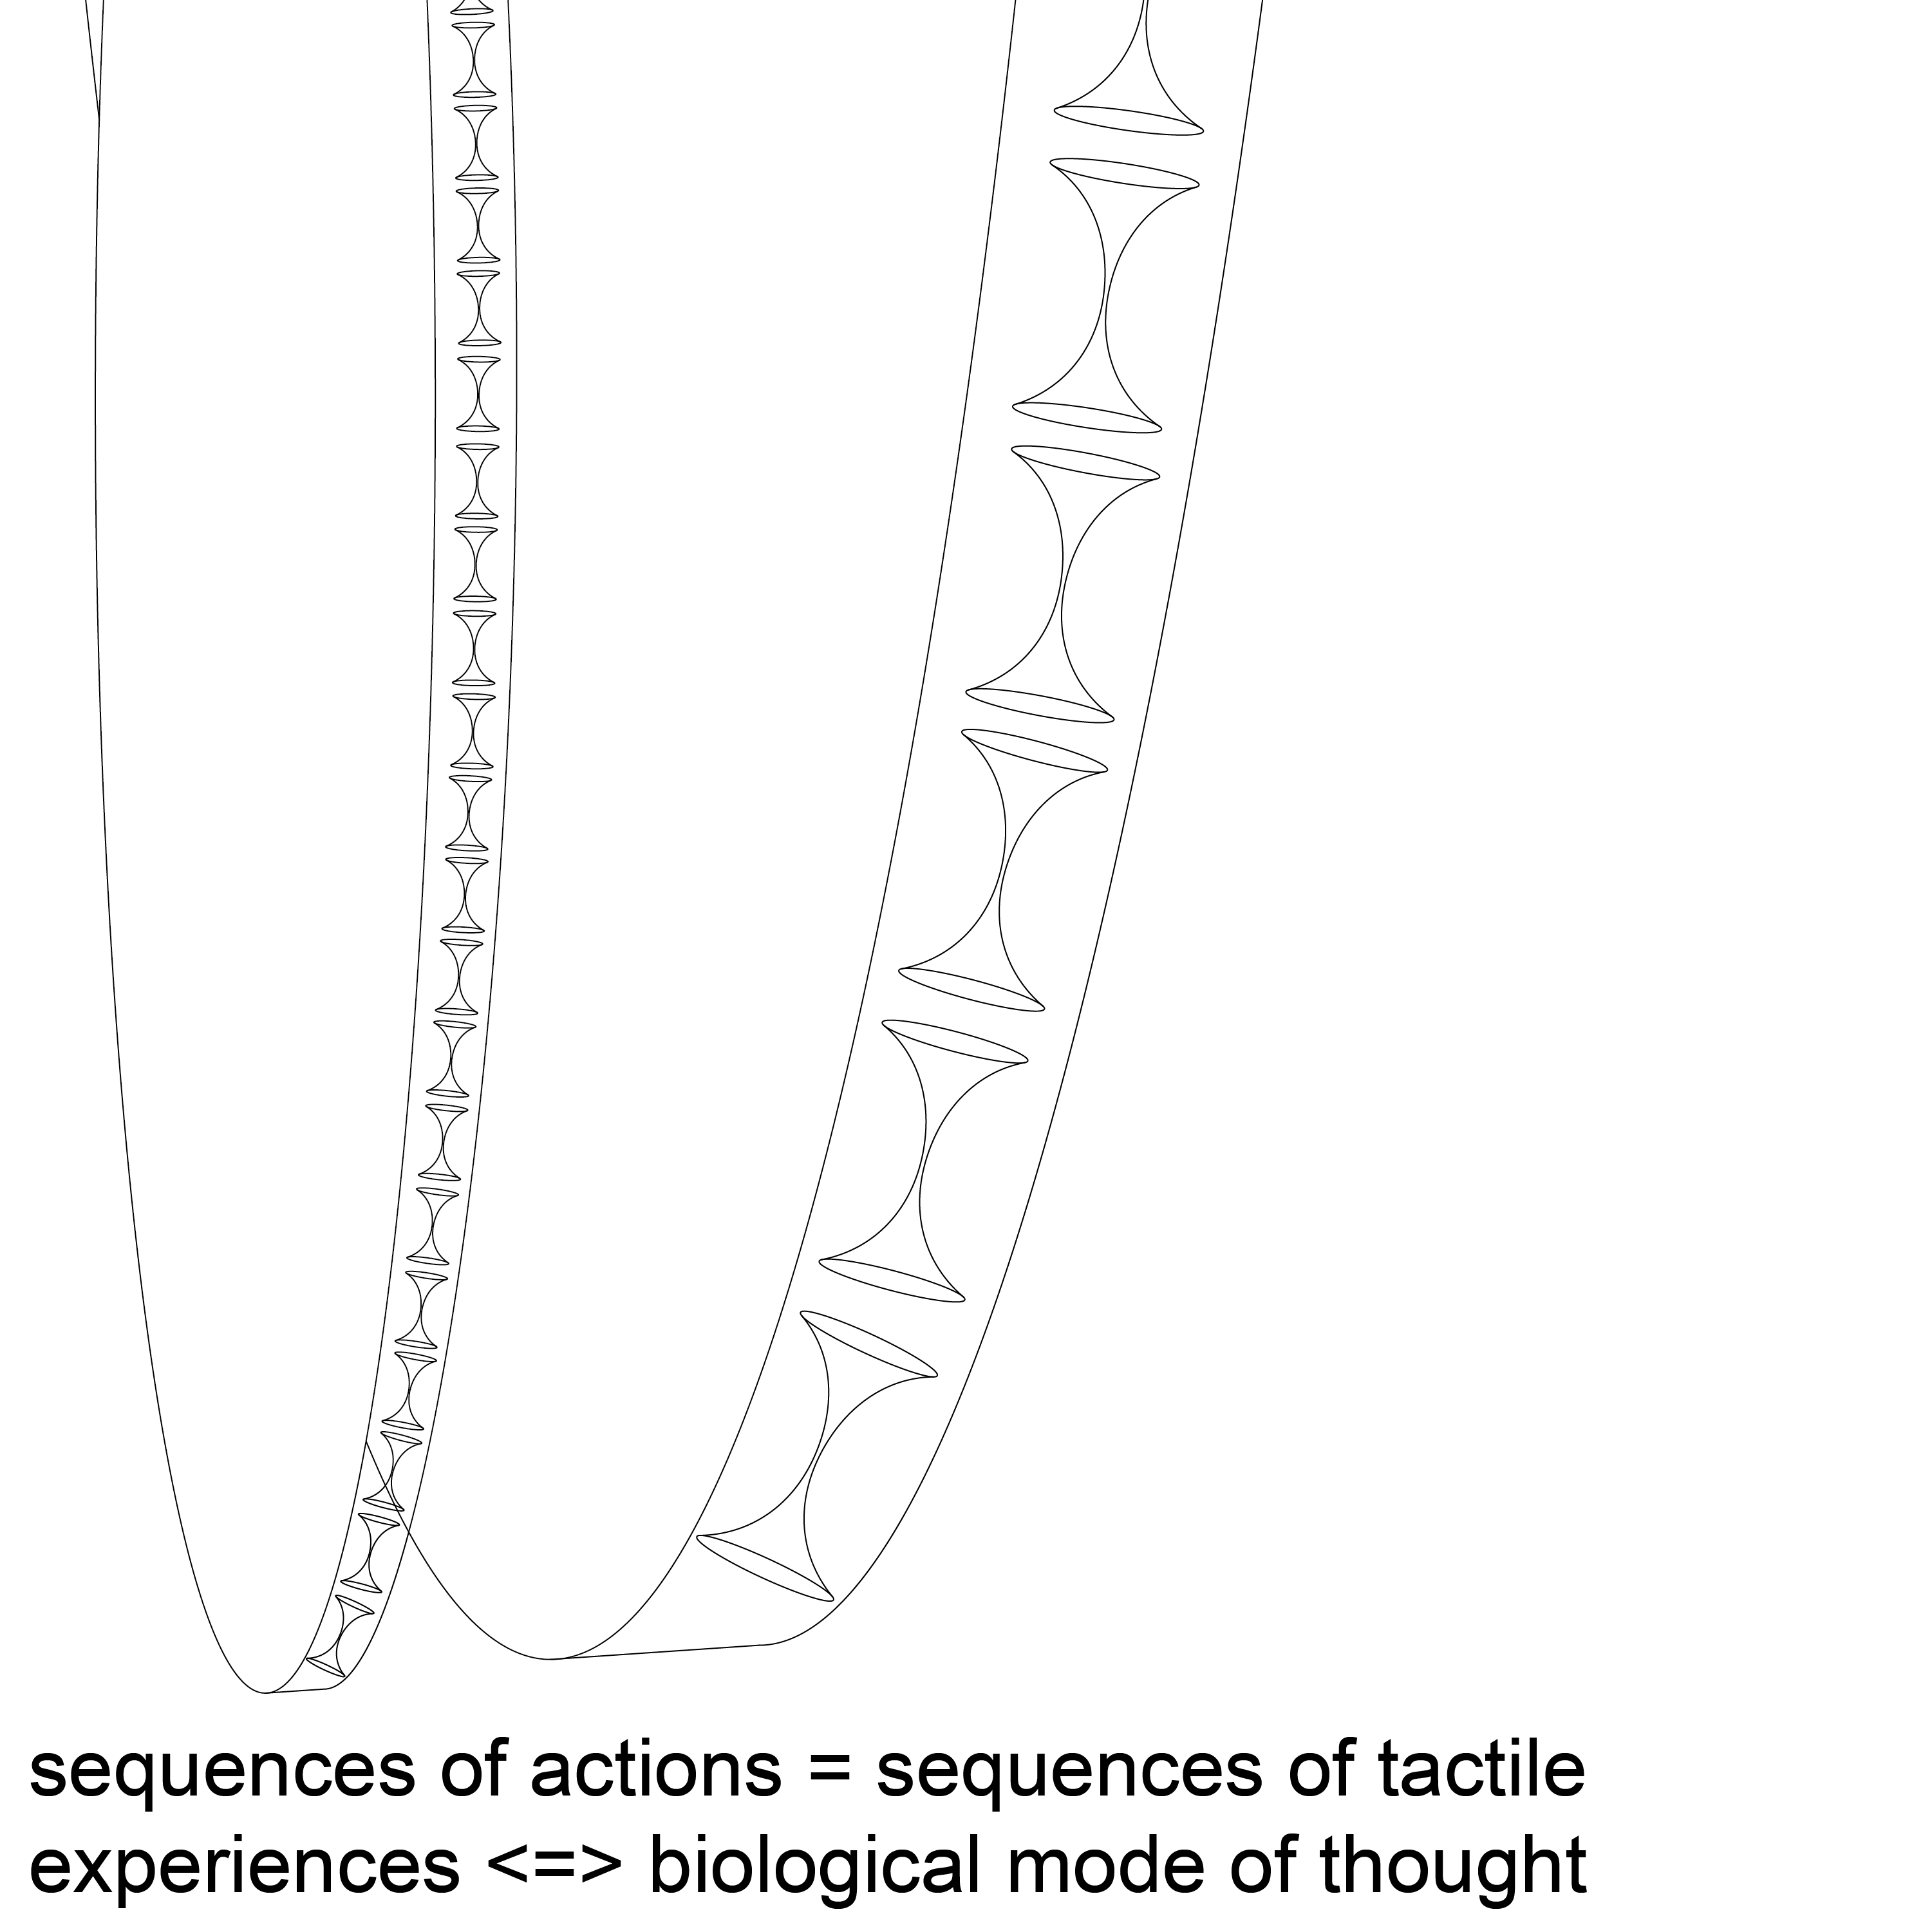 sequences of actions = sequences of tactile
experiences <=> biological mode of thought